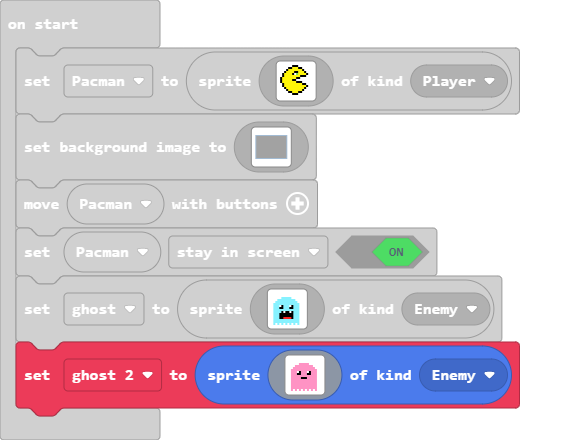 on start
set Pacman to sprite of kind Player
set background image to
move Pacman with buttons
set Pacman stay in screen ON
set ghost to sprite of kind Enemy
set ghost 2 to sprite of kind Enemy